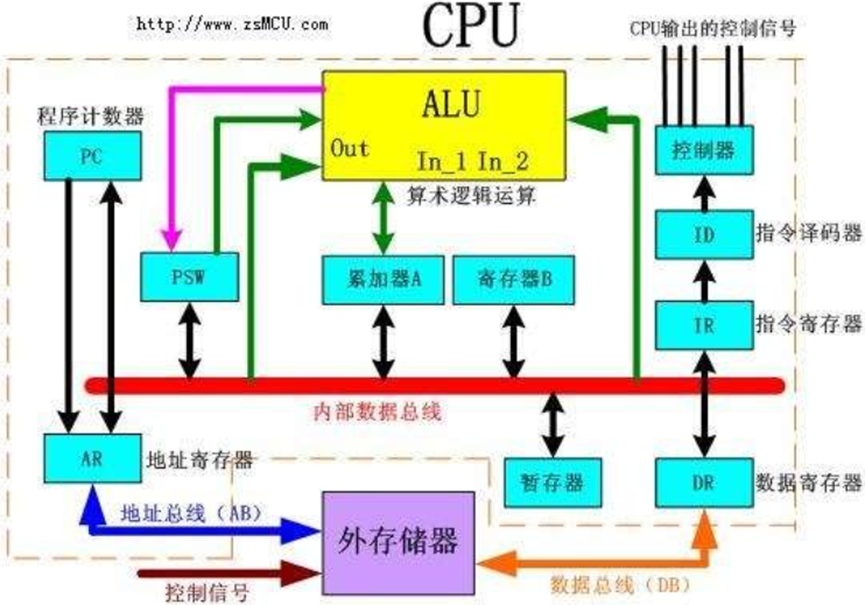 http://www.zsMCU.com
CPU
CPU输出的控制信号
程序计数器
PC
ALU
Out
In_1 In_2
算术逻辑运算
控制器
ID
指令译码器
PSW
累加器A
寄存器B
IR
指令寄存器
内部数据总线
AR
地址寄存器
暂存器
DR
数据寄存器
地址总线（AB）
外存储器
控制信号
数据总线（DB）